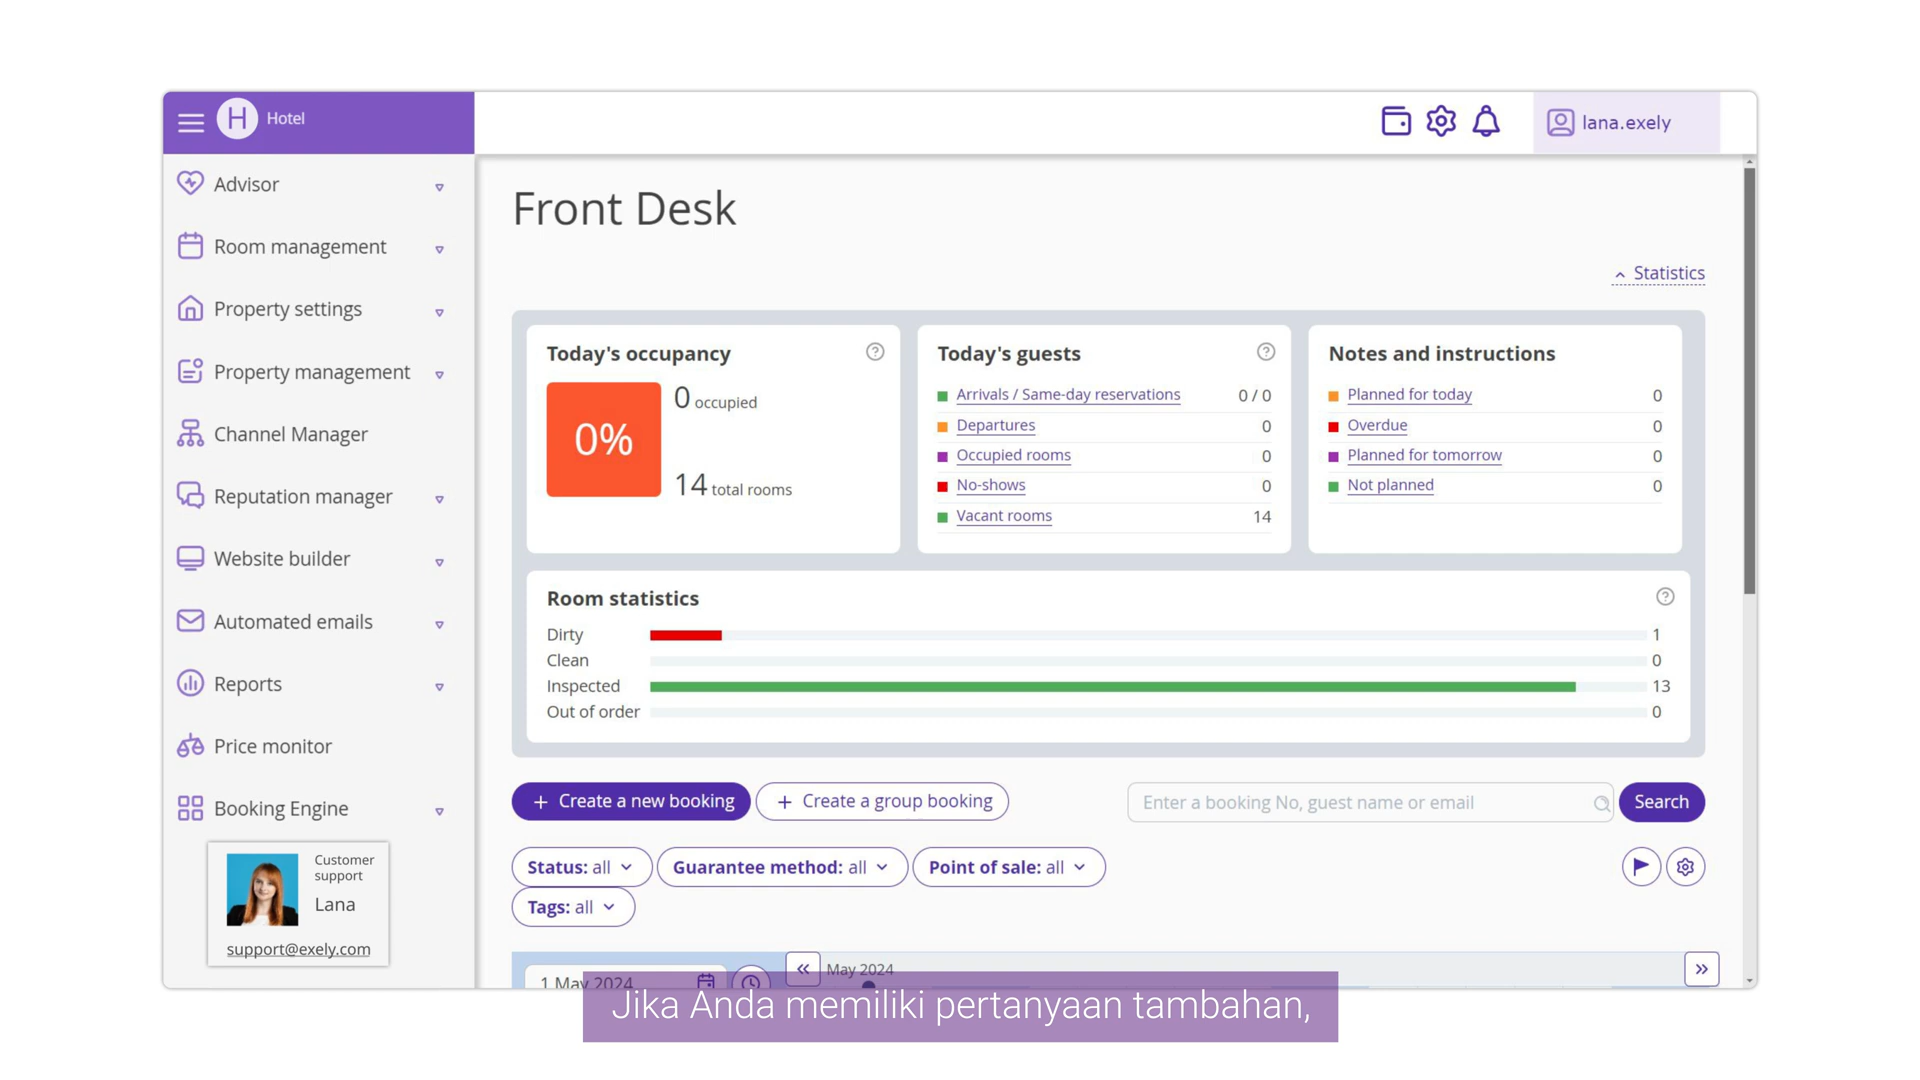 H Hotel
lana.exely
Advisor
Room management
Property settings
Property management
Channel Manager
Reputation manager
Website builder
Automated emails
Reports
Price monitor
Booking Engine
Customer
support
Lana
support@exely.com
Front Desk
Statistics
Today's occupancy
0%
0 occupied
14 total rooms
Today's guests
Arrivals / Same-day reservations 0 / 0
Departures 0
Occupied rooms 0
No-shows 0
Vacant rooms 14
Notes and instructions
Planned for today 0
Overdue 0
Planned for tomorrow 0
Not planned 0
Room statistics
Dirty 1
Clean 0
Inspected 13
Out of order 0
+ Create a new booking
+ Create a group booking
Enter a booking No, guest name or email
Search
Status: all
Guarantee method: all
Point of sale: all
Tags: all
1 May 2024
« May 2024 »
Jika Anda memiliki pertanyaan tambahan,